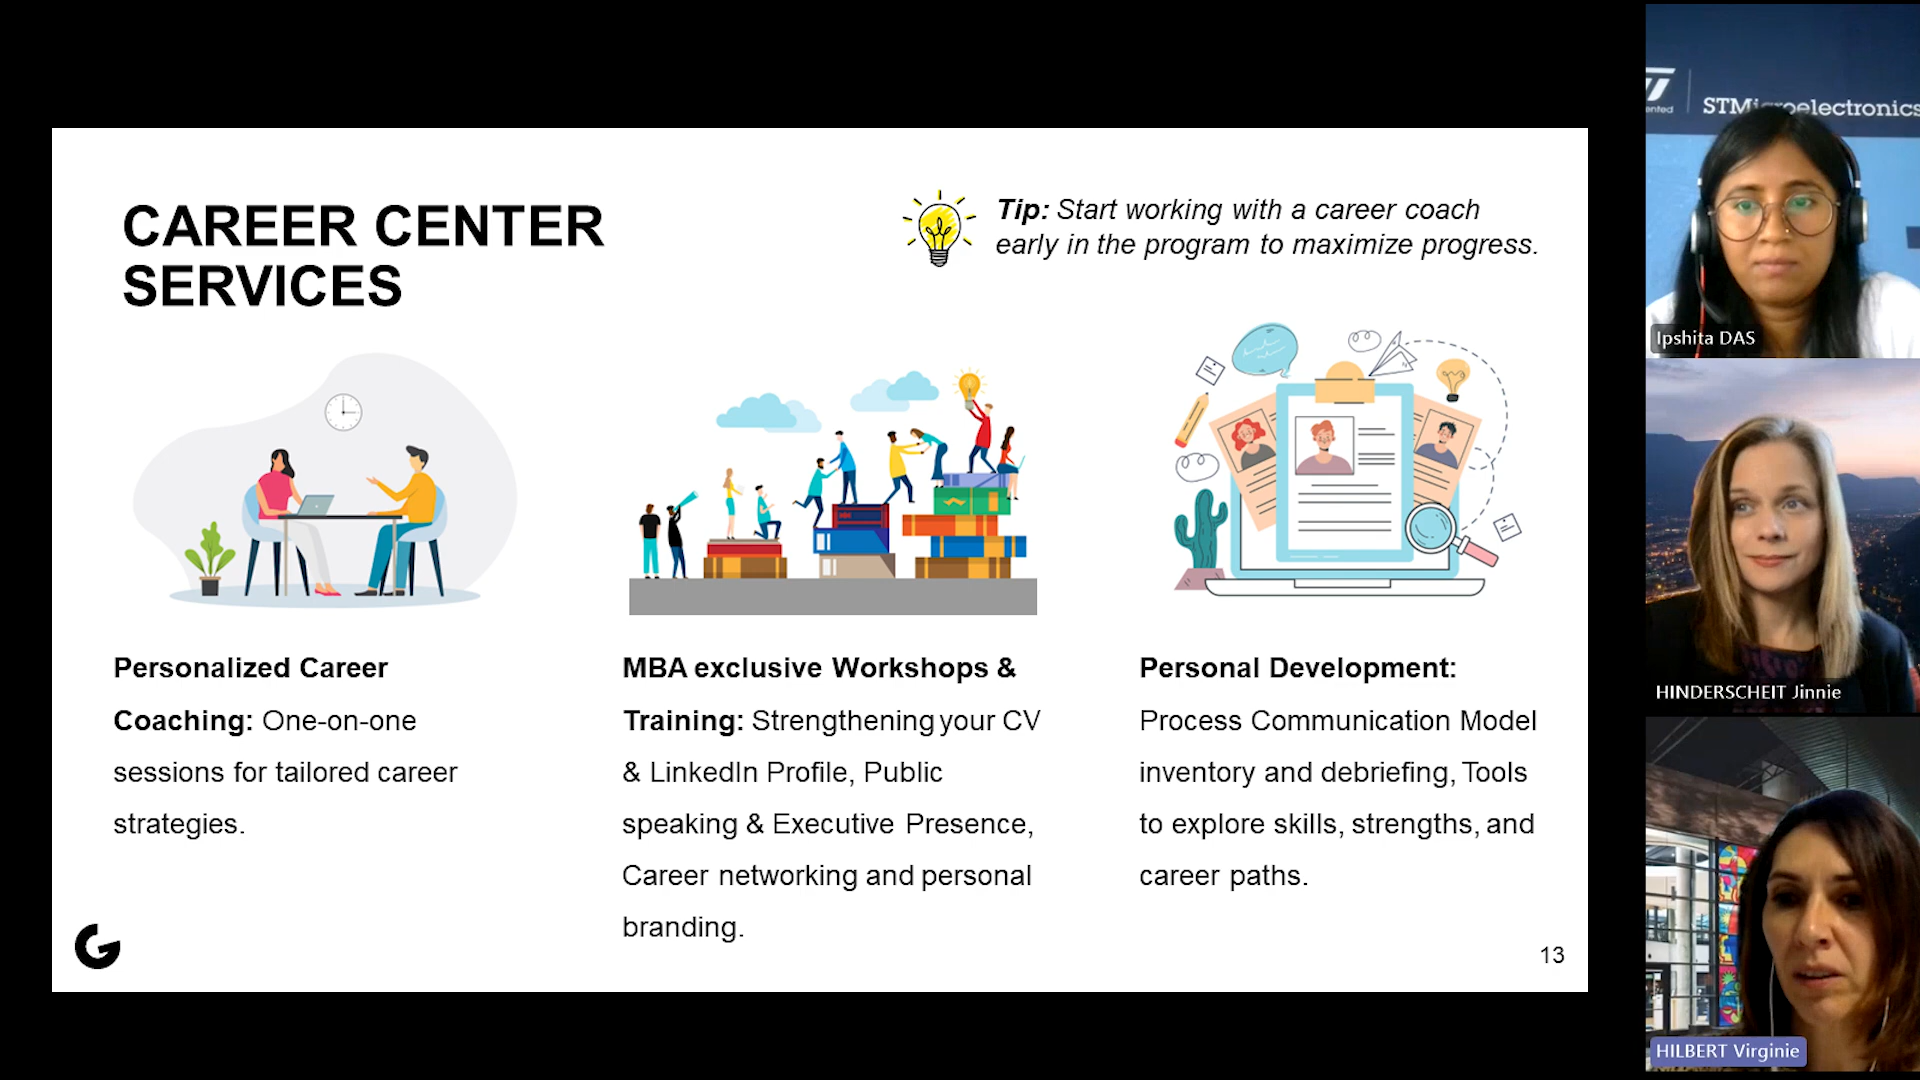 CAREER CENTER
SERVICES
Tip: Start working with a career coach
early in the program to maximize progress.
Personalized Career
Coaching: One-on-one
sessions for tailored career
strategies.
MBA exclusive Workshops &
Training: Strengthening your CV
& LinkedIn Profile, Public
speaking & Executive Presence,
Career networking and personal
branding.
Personal Development:
Process Communication Model
inventory and debriefing, Tools
to explore skills, strengths, and
career paths.
13
STMicroelectronics
Ipshita DAS
HINDERSCHEIT Jinnie
HILBERT Virginie